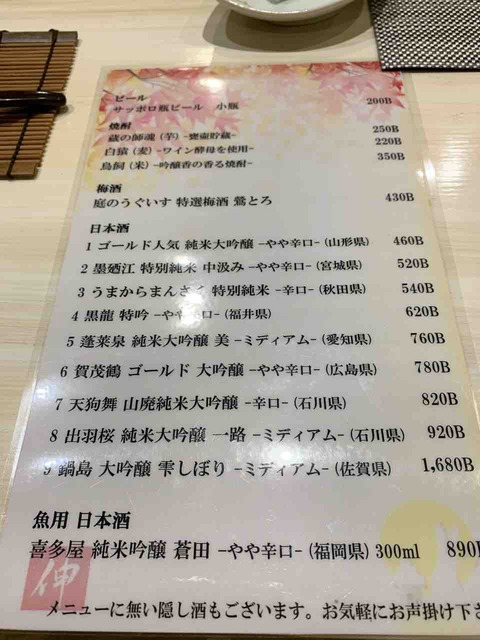 ビール
サッポロ瓶ビール 小瓶 200B
焼酎
蔵の師魂 (芋) -甕壷貯蔵- 250B
白猿 (麦) -ワイン酵母を使用- 220B
鳥飼 (米) -吟醸香の香る焼酎- 350B
梅酒
庭のうぐいす 特選梅酒 鶯とろ 430B
日本酒
1 ゴールド人気 純米大吟醸 -やや辛口- (山形県) 460B
2 墨廼江 特別純米 中汲み -やや辛口- (宮城県) 520B
3 うまからまんさく 特別純米 -辛口- (秋田県) 540B
4 黒龍 特吟 -やや辛口- (福井県) 620B
5 蓬莱泉 純米大吟醸 美 -ミディアム- (愛知県) 760B
6 賀茂鶴 ゴールド 大吟醸 -やや辛口- (広島県) 780B
7 天狗舞 山廃純米大吟醸 -辛口- (石川県) 820B
8 出羽桜 純米大吟醸 一路 -ミディアム- (石川県) 920B
9 鍋島 大吟醸 雫しぼり -ミディアム- (佐賀県) 1,680B
魚用 日本酒
喜多屋 純米吟醸 蒼田 -やや辛口- (福岡県) 300ml 890B
伸
メニューに無い隠し酒もございます。お気軽にお声掛け下さ